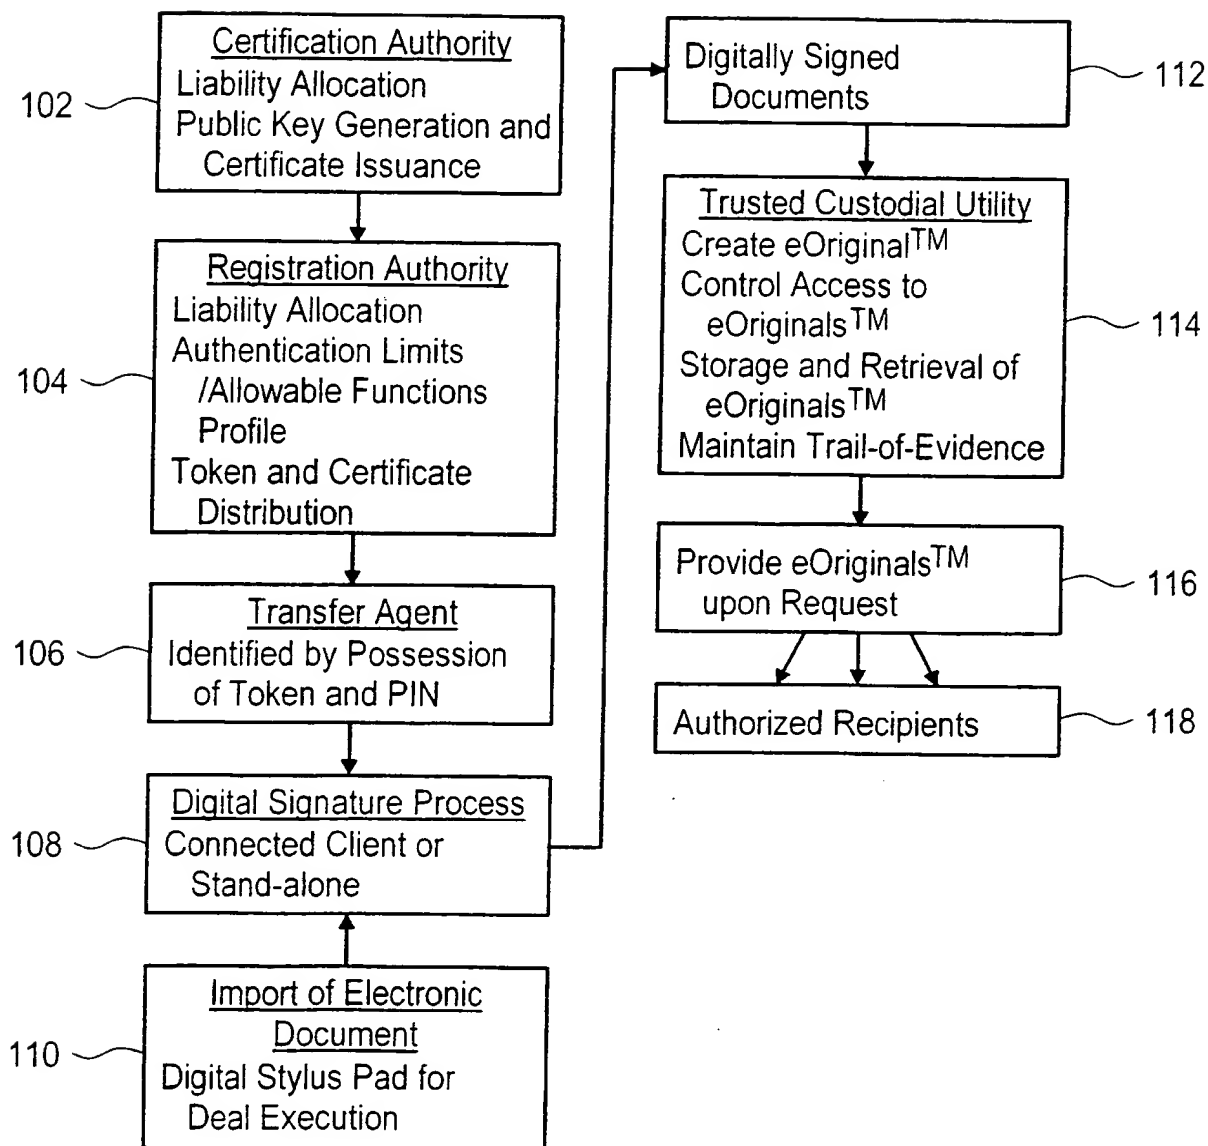 Certification Authority
Liability Allocation
Public Key Generation and
Certificate Issuance
102
Registration Authority
Liability Allocation
Authentication Limits
/Allowable Functions
Profile
Token and Certificate
Distribution
104
Transfer Agent
Identified by Possession
of Token and PIN
106
Digital Signature Process
Connected Client or
Stand-alone
108
Import of Electronic
Document
Digital Stylus Pad for
Deal Execution
110
Digitally Signed
Documents
112
Trusted Custodial Utility
Create eOriginal™
Control Access to
eOriginals™
Storage and Retrieval of
eOriginals™
Maintain Trail-of-Evidence
114
Provide eOriginals™
upon Request
116
Authorized Recipients
118